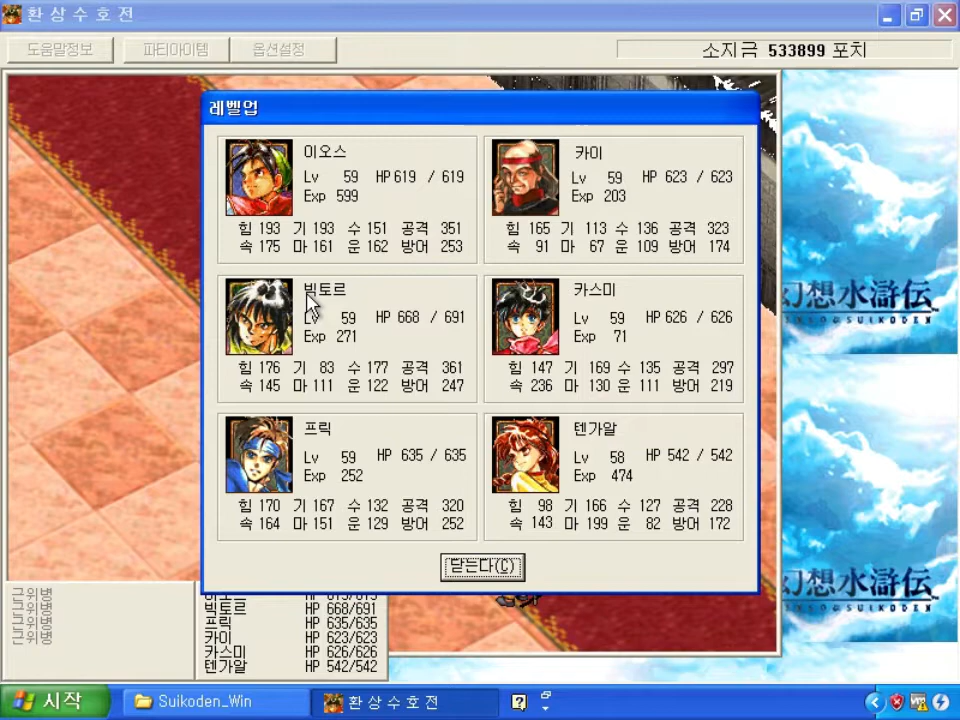 환상수호전
도움말정보 파티아이템 옵션설정 소지금 533899 포치
레벨업
이오스
Lv 59 HP 619 / 619
Exp 599
힘 193 기 193 수 151 공격 351
속 175 마 161 운 162 방어 253
카미
Lv 59 HP 623 / 623
Exp 203
힘 165 기 113 수 136 공격 323
속 91 마 67 운 109 방어 174
빅토르
Lv 59 HP 668 / 691
Exp 271
힘 176 기 83 수 177 공격 361
속 145 마 111 운 122 방어 247
카스미
Lv 59 HP 626 / 626
Exp 71
힘 147 기 169 수 135 공격 297
속 236 마 130 운 111 방어 219
프릭
Lv 59 HP 635 / 635
Exp 252
힘 170 기 167 수 132 공격 320
속 164 마 151 운 129 방어 252
텐가알
Lv 58 HP 542 / 542
Exp 474
힘 98 기 166 수 127 공격 228
속 143 마 199 운 82 방어 172
닫는다(C)
幻想水滸伝
幻想水滸伝
근위병
근위병
근위병
근위병
이오스 HP 619/619
빅토르 HP 668/691
프릭 HP 635/635
카미 HP 623/623
카스미 HP 626/626
텐가알 HP 542/542
시작 Suikoden_Win 환상수호전